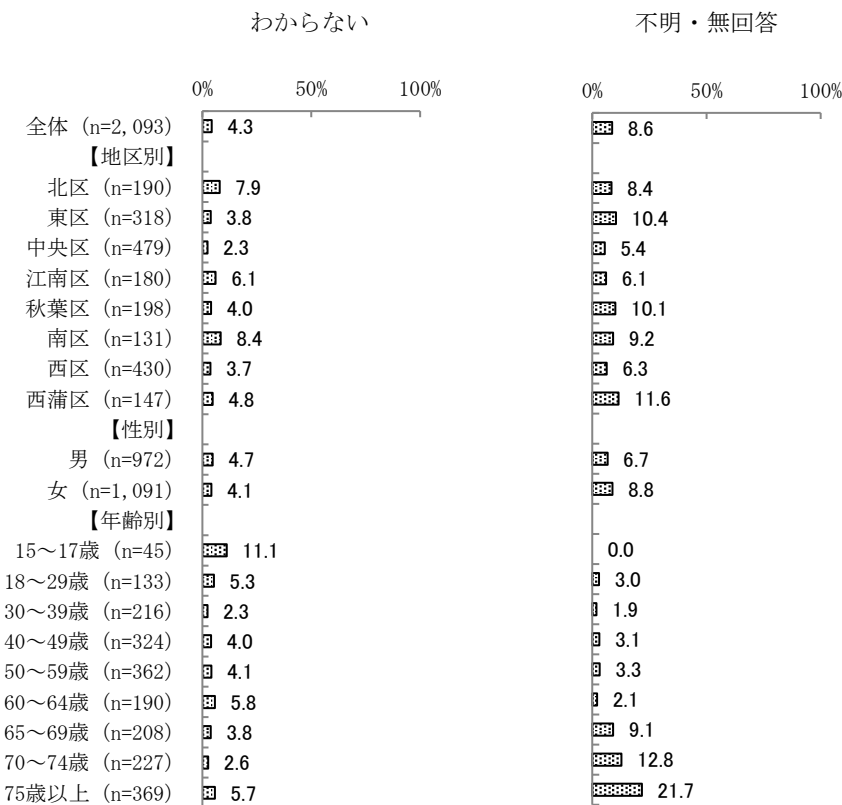 わからない 不明・無回答
0% 50% 100% 0% 50% 100%
全体 (n=2,093) 4.3 8.6
【地区別】
北区 (n=190) 7.9 8.4
東区 (n=318) 3.8 10.4
中央区 (n=479) 2.3 5.4
江南区 (n=180) 6.1 6.1
秋葉区 (n=198) 4.0 10.1
南区 (n=131) 8.4 9.2
西区 (n=430) 3.7 6.3
西蒲区 (n=147) 4.8 11.6
【性別】
男 (n=972) 4.7 6.7
女 (n=1,091) 4.1 8.8
【年齢別】
15～17歳 (n=45) 11.1 0.0
18～29歳 (n=133) 5.3 3.0
30～39歳 (n=216) 2.3 1.9
40～49歳 (n=324) 4.0 3.1
50～59歳 (n=362) 4.1 3.3
60～64歳 (n=190) 5.8 2.1
65～69歳 (n=208) 3.8 9.1
70～74歳 (n=227) 2.6 12.8
75歳以上 (n=369) 5.7 21.7